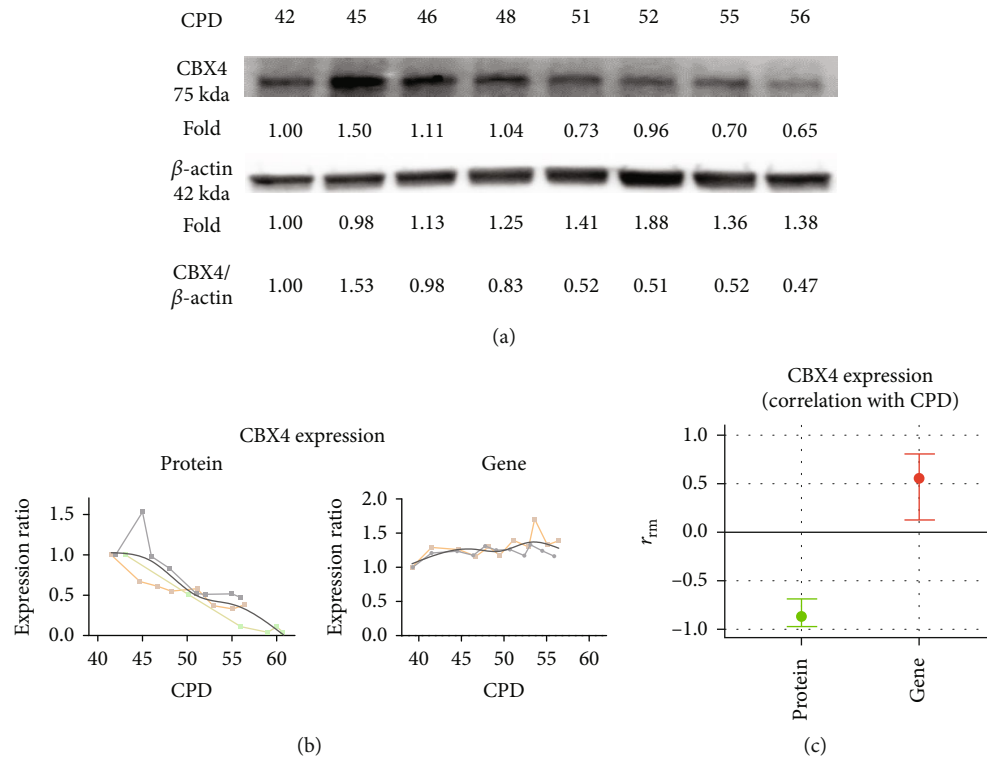 CPD 42 45 46 48 51 52 55 56
CBX4
75 kda
Fold 1.00 1.50 1.11 1.04 0.73 0.96 0.70 0.65
β-actin
42 kda
Fold 1.00 0.98 1.13 1.25 1.41 1.88 1.36 1.38
CBX4/
β-actin 1.00 1.53 0.98 0.83 0.52 0.51 0.52 0.47
(a)
CBX4 expression
Protein
Expression ratio
1.5
1.0
0.5
0.0
40 45 50 55 60
CPD
Gene
Expression ratio
2.0
1.5
1.0
0.5
0.0
40 45 50 55 60
CPD
(b)
CBX4 expression
(correlation with CPD)
r_rm
1.0
0.5
0.0
−0.5
−1.0
Protein
Gene
(c)